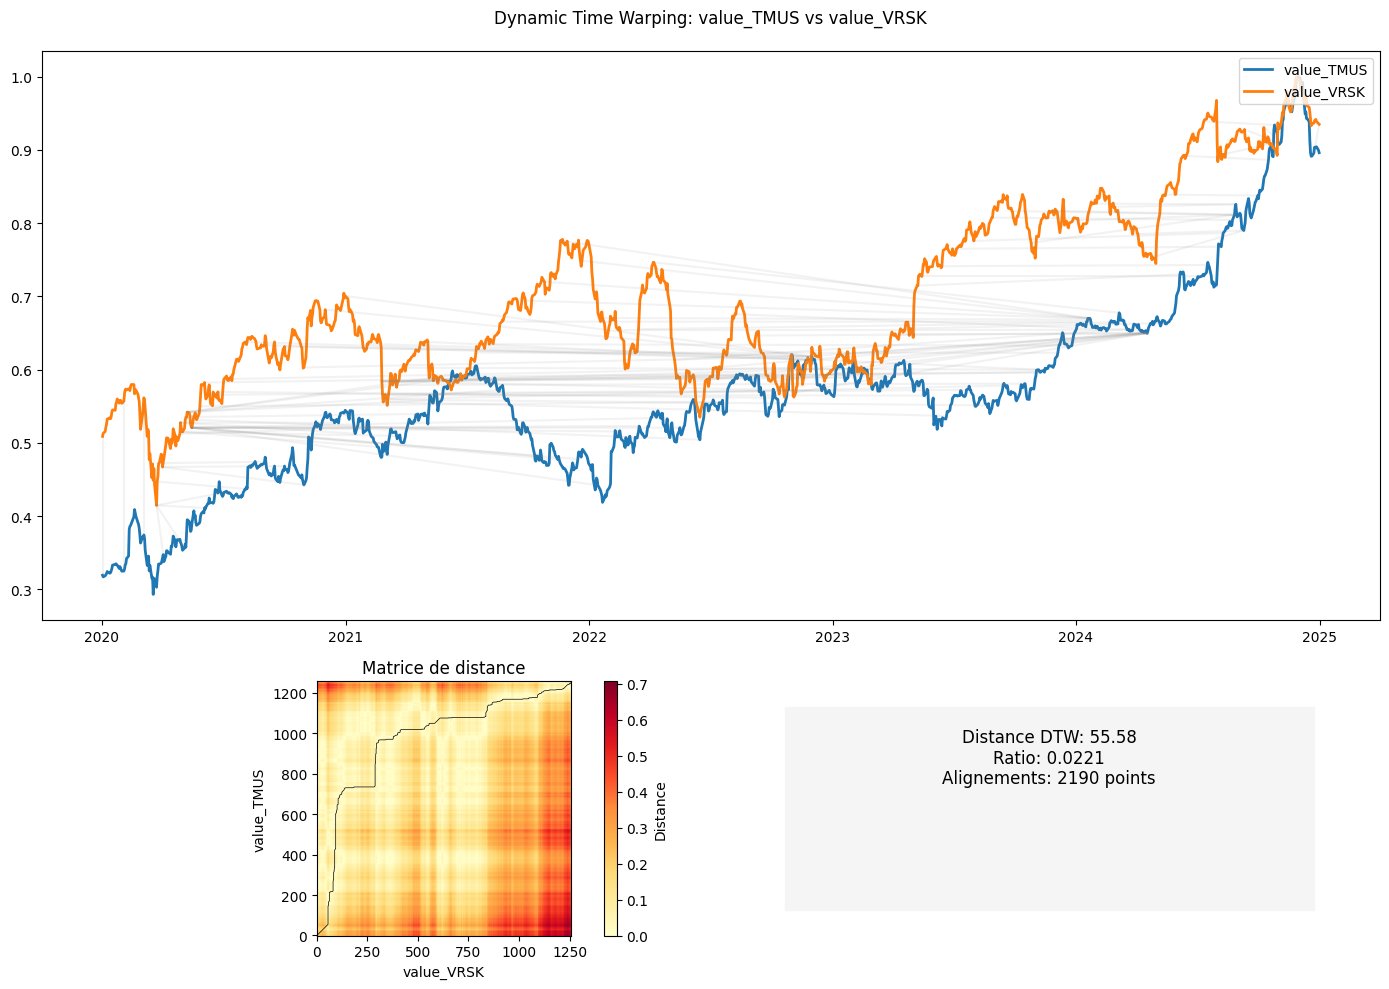 Dynamic Time Warping: value_TMUS vs value_VRSK
value_TMUS
value_VRSK
1.0
0.9
0.8
0.7
0.6
0.5
0.4
0.3
2020 2021 2022 2023 2024 2025
Matrice de distance
value_TMUS
1200
1000
800
600
400
200
0
0 250 500 750 1000 1250
value_VRSK
0.7
0.6
0.5
0.4
0.3
0.2
0.1
0.0
Distance
Distance DTW: 55.58
Ratio: 0.0221
Alignements: 2190 points